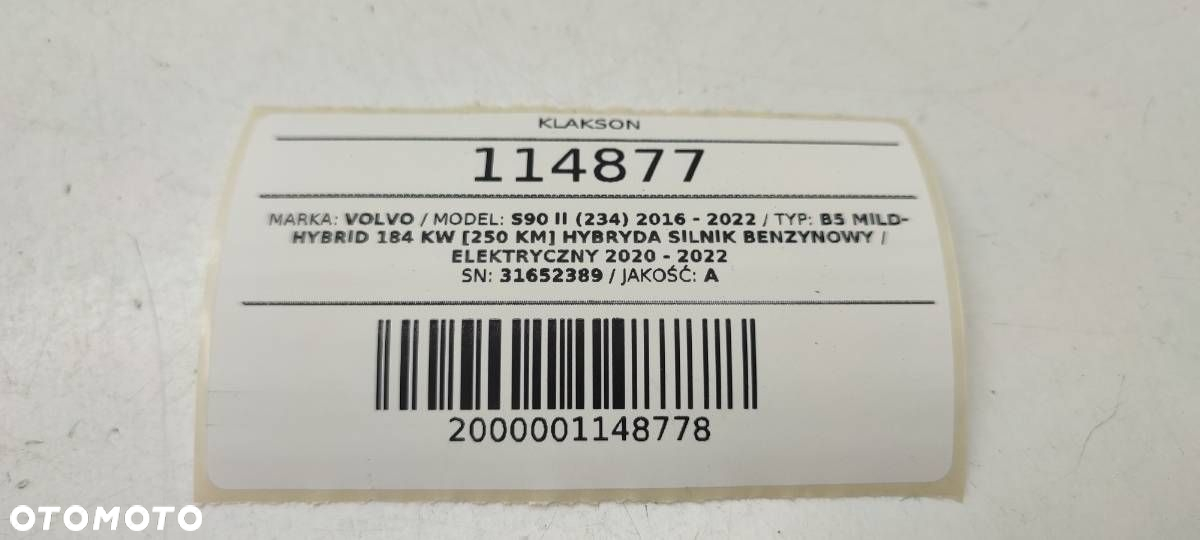 KLAKSON
114877
MARKA: VOLVO / MODEL: S90 II (234) 2016 - 2022 / TYP: B5 MILD-
HYBRID 184 KW [250 KM] HYBRYDA SILNIK BENZYNOWY /
ELEKTRYCZNY 2020 - 2022
SN: 31652389 / JAKOŚĆ: A
2000001148778
OTOMOTO